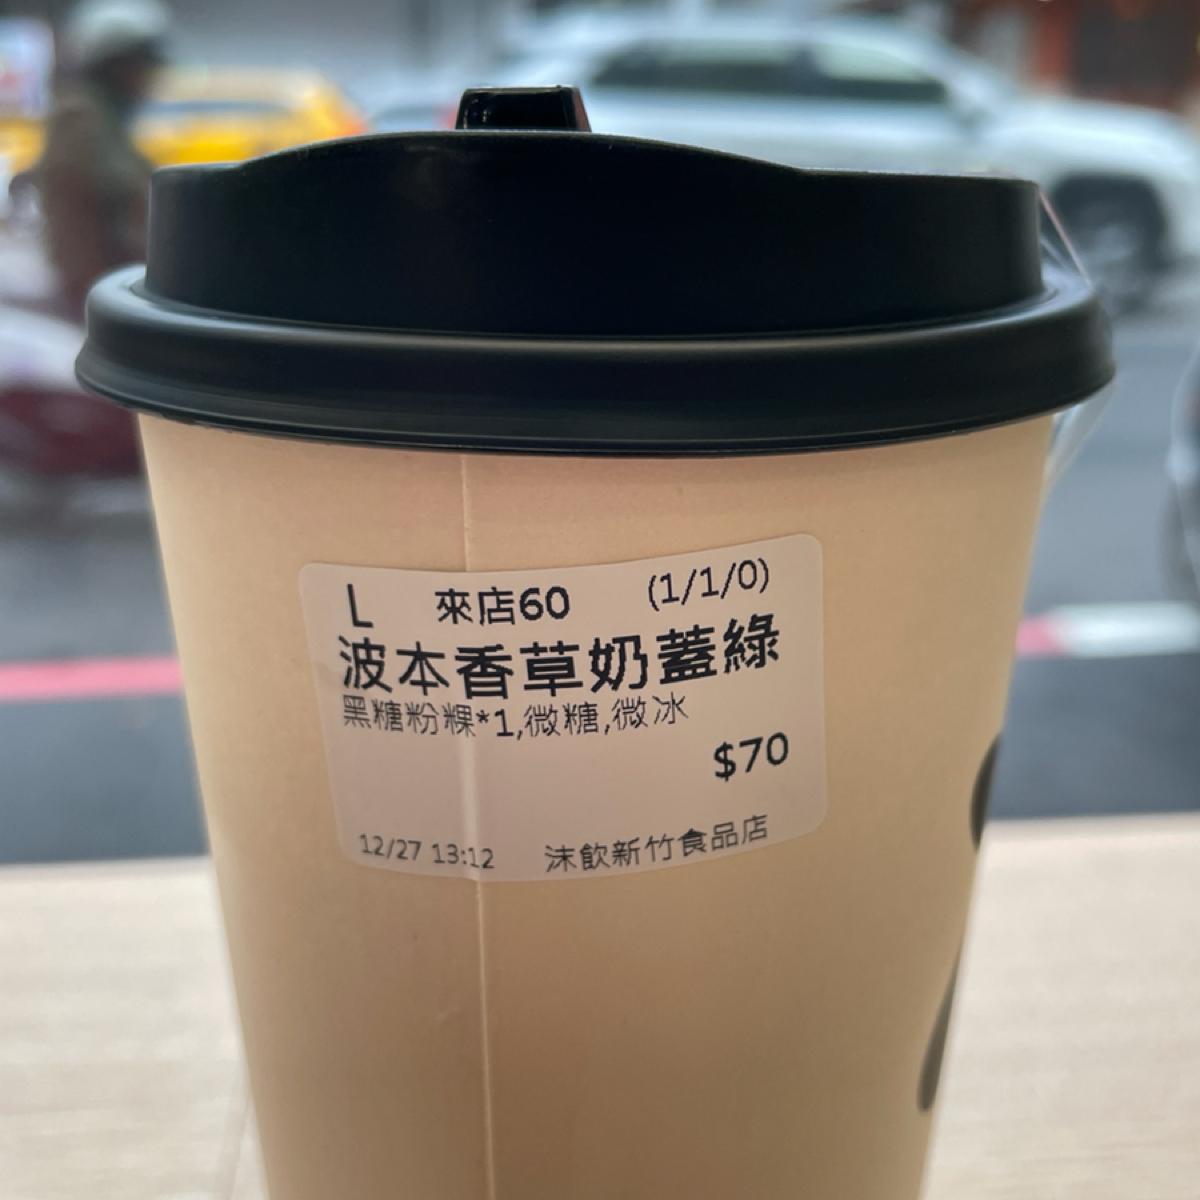 L 來店60 (1/1/0)
波本香草奶蓋綠
黑糖粉粿*1,微糖,微冰
$70
12/27 13:12 沫飲新竹食品店